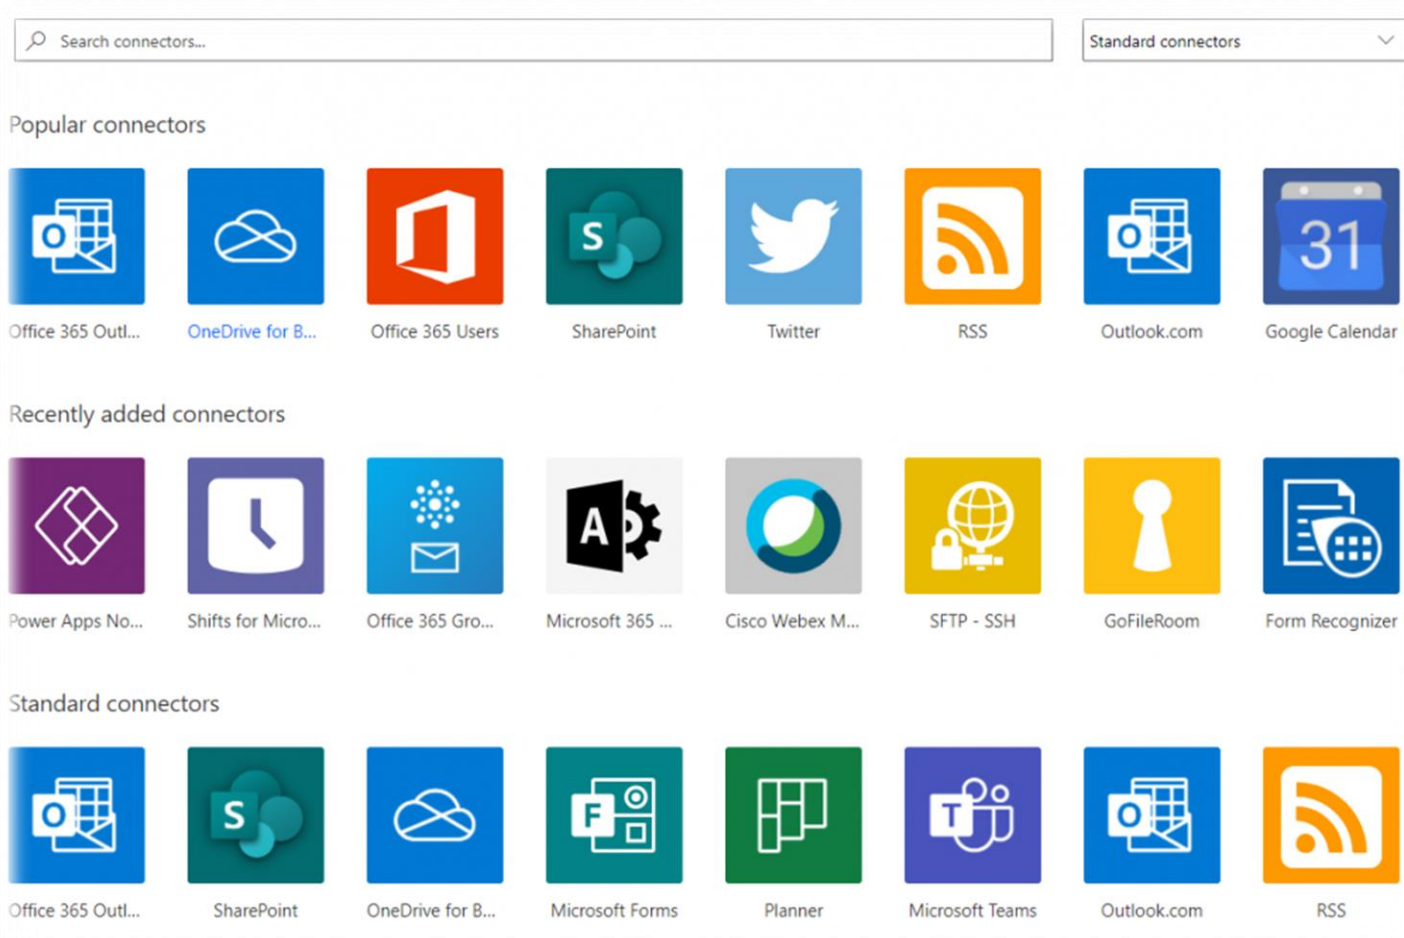 Search connectors...
Standard connectors
Popular connectors
O
S
31
Office 365 Outl...
OneDrive for B...
Office 365 Users
SharePoint
Twitter
RSS
Outlook.com
Google Calendar
Recently added connectors
A
Power Apps No...
Shifts for Micro...
Office 365 Gro...
Microsoft 365 ...
Cisco Webex M...
SFTP - SSH
GoFileRoom
Form Recognizer
Standard connectors
O
S
F
T
O
Office 365 Outl...
SharePoint
OneDrive for B...
Microsoft Forms
Planner
Microsoft Teams
Outlook.com
RSS